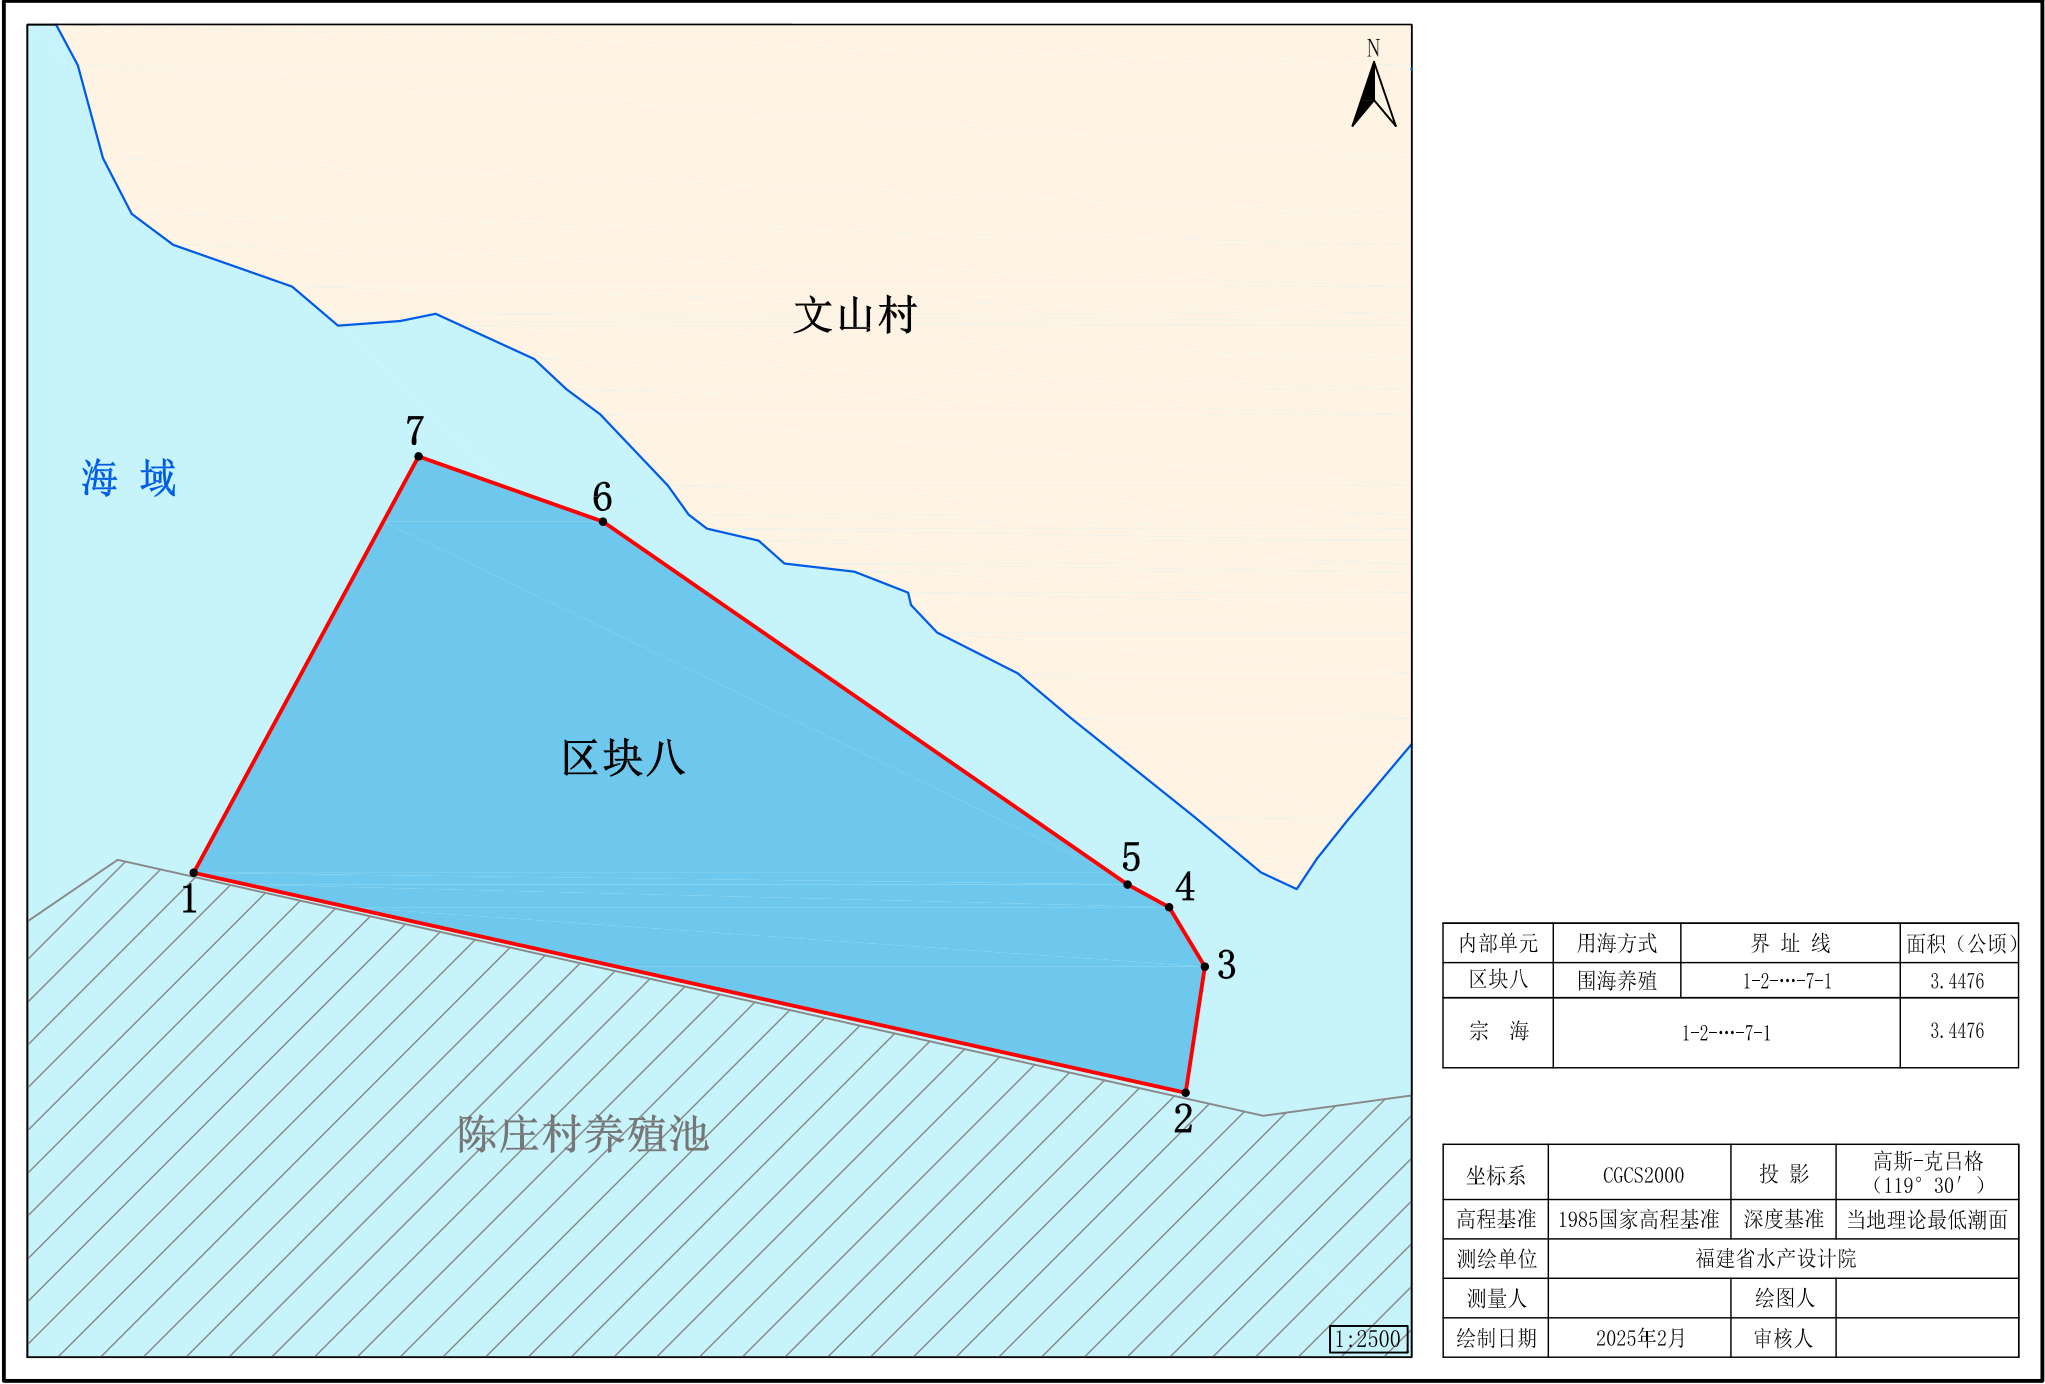 N
文山村
7
海 域
6
区块八
5
4
1
3
2
陈庄村养殖池
1:2500
内部单元 用海方式 界 址 线 面积（公顷）
区块八 围海养殖 1-2-…-7-1 3.4476
宗 海 1-2-…-7-1 3.4476
坐标系 CGCS2000 投 影 高斯-克吕格
（119°30′）
高程基准 1985国家高程基准 深度基准 当地理论最低潮面
测绘单位 福建省水产设计院
测量人 绘图人
绘制日期 2025年2月 审核人